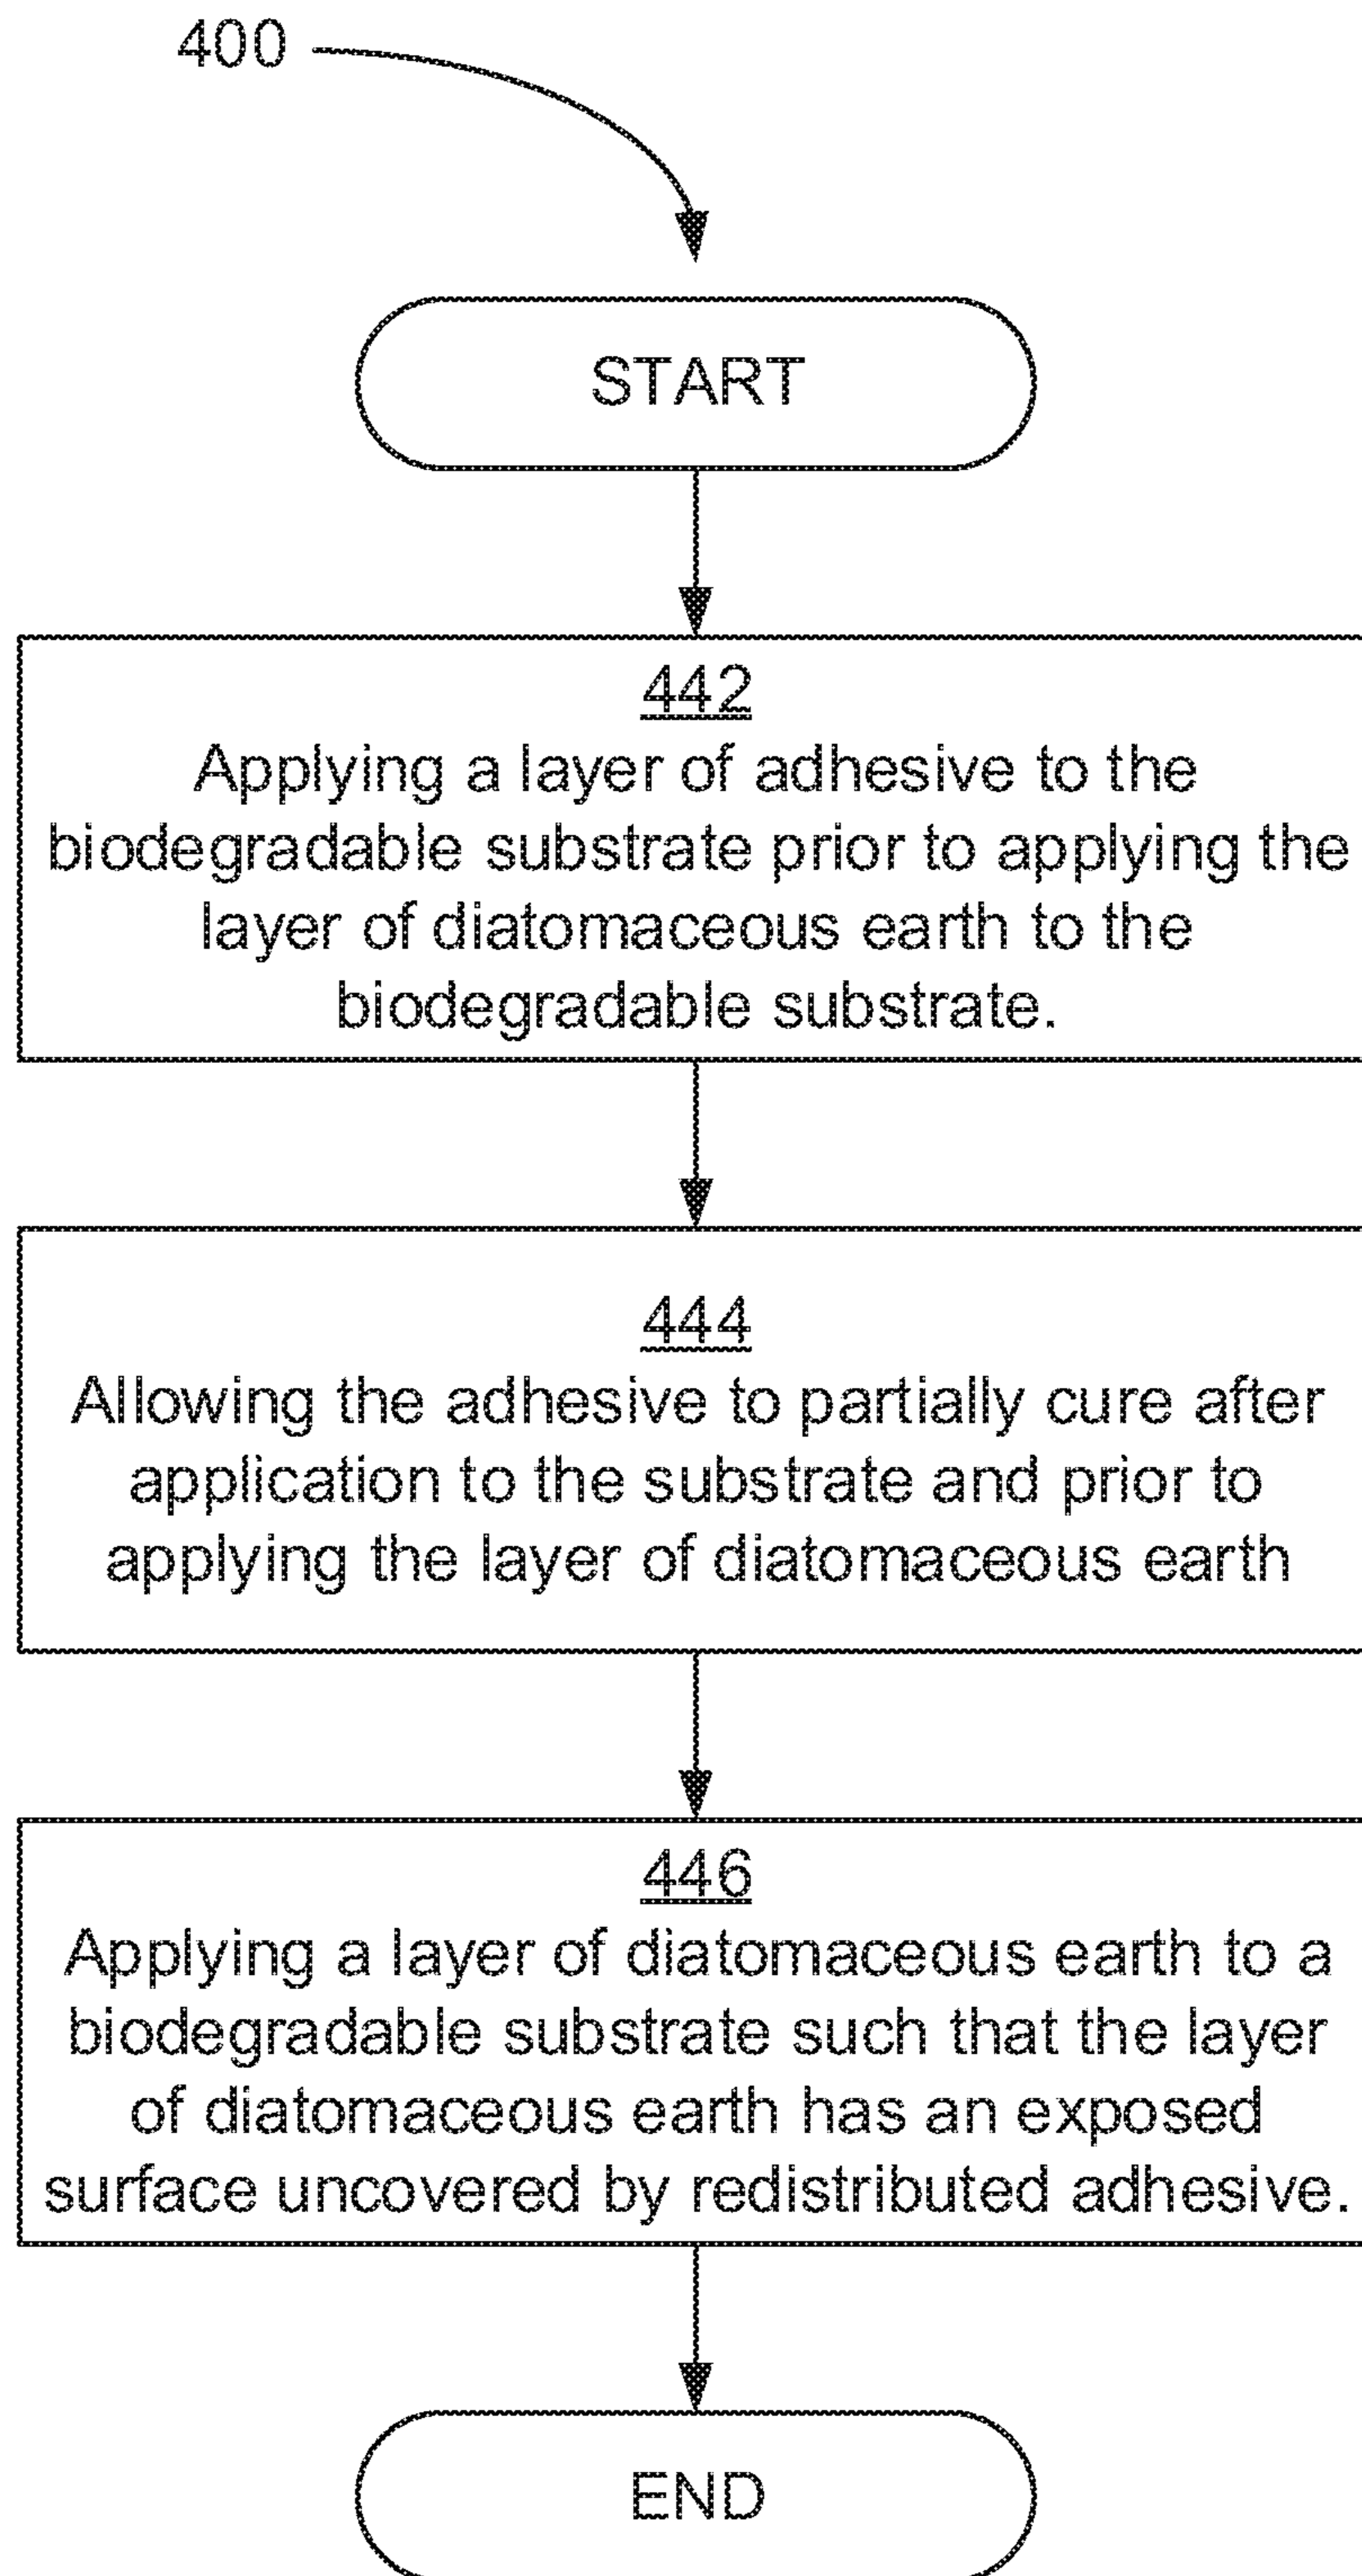 400
START
442
Applying a layer of adhesive to the
biodegradable substrate prior to applying the
layer of diatomaceous earth to the
biodegradable substrate.
444
Allowing the adhesive to partially cure after
application to the substrate and prior to
applying the layer of diatomaceous earth
446
Applying a layer of diatomaceous earth to a
biodegradable substrate such that the layer
of diatomaceous earth has an exposed
surface uncovered by redistributed adhesive.
END